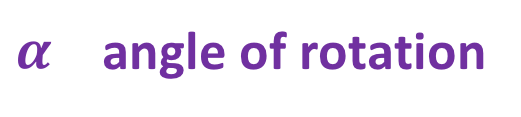 α angle of rotation